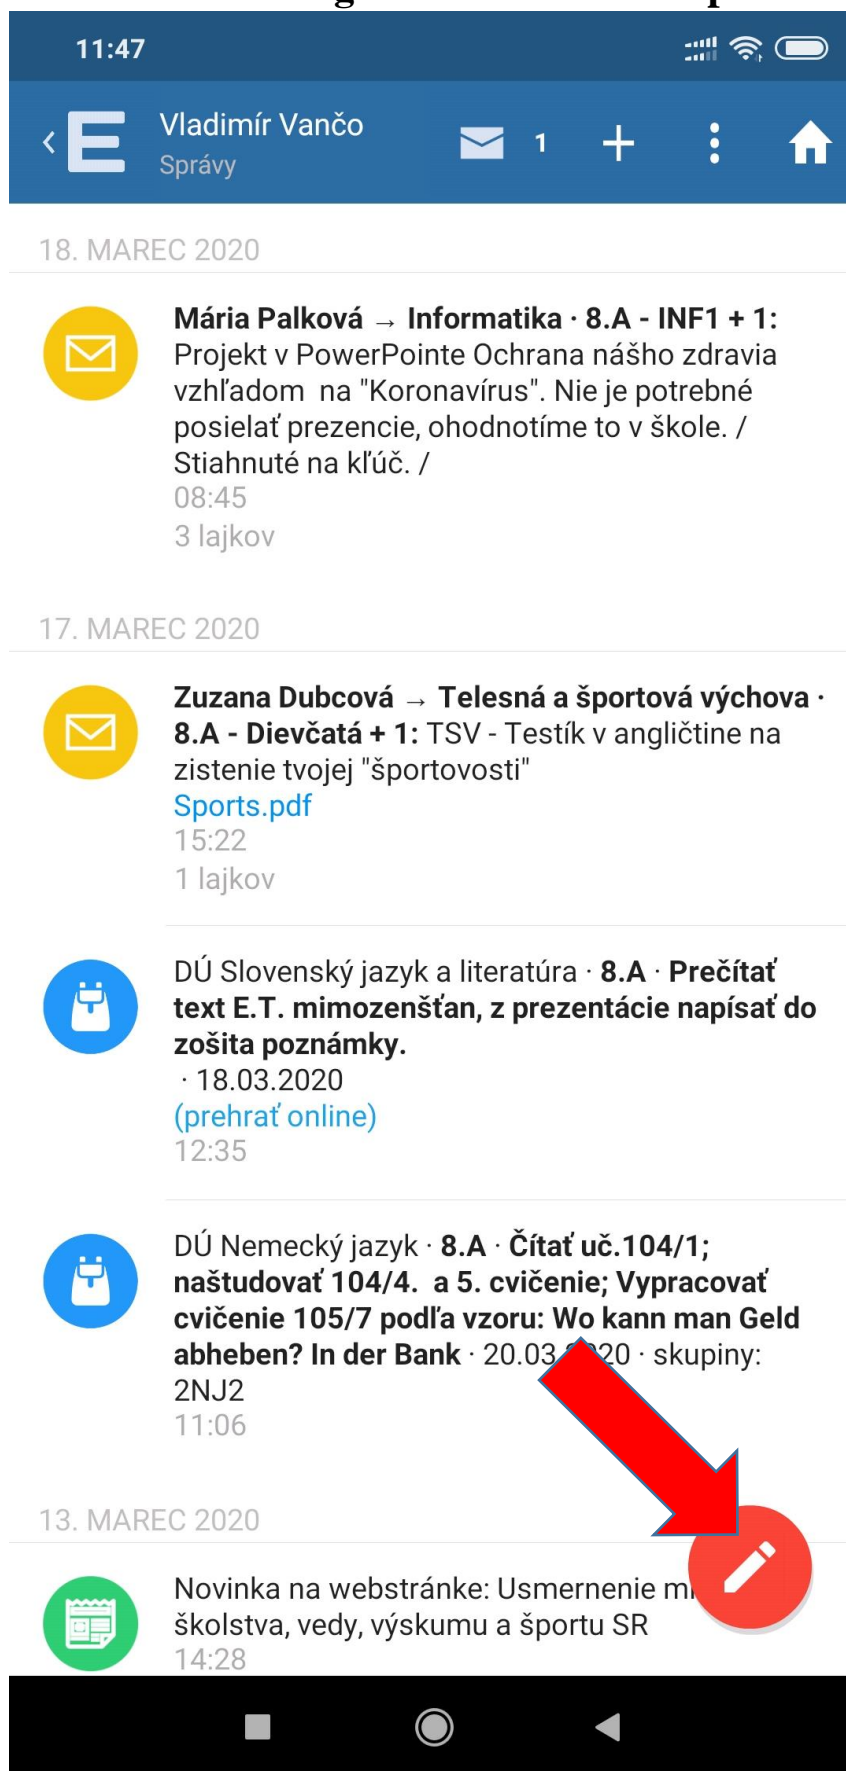 11:47
E
Vladimír Vančo
1
Správy
18. MAREC 2020
Mária Palková → Informatika · 8.A - INF1 + 1:
Projekt v PowerPointe Ochrana nášho zdravia
vzhľadom  na "Koronavírus". Nie je potrebné
posielať prezencie, ohodnotíme to v škole. /
Stiahnuté na kľúč. /
08:45
3 lajkov
17. MAREC 2020
Zuzana Dubcová → Telesná a športová výchova ·
8.A - Dievčatá + 1: TSV - Testík v angličtine na
zistenie tvojej "športovosti"
Sports.pdf
15:22
1 lajkov
DÚ Slovenský jazyk a literatúra · 8.A · Prečítať
text E.T. mimozenšťan, z prezentácie napísať do
zošita poznámky.
· 18.03.2020
(prehrať online)
12:35
DÚ Nemecký jazyk · 8.A · Čítať uč.104/1;
naštudovať 104/4.  a 5. cvičenie; Vypracovať
cvičenie 105/7 podľa vzoru: Wo kann man Geld
abheben? In der Bank · 20.03.2020 · skupiny:
2NJ2
11:06
13. MAREC 2020
Novinka na webstránke: Usmernenie
školstva, vedy, výskumu a športu SR
14:28